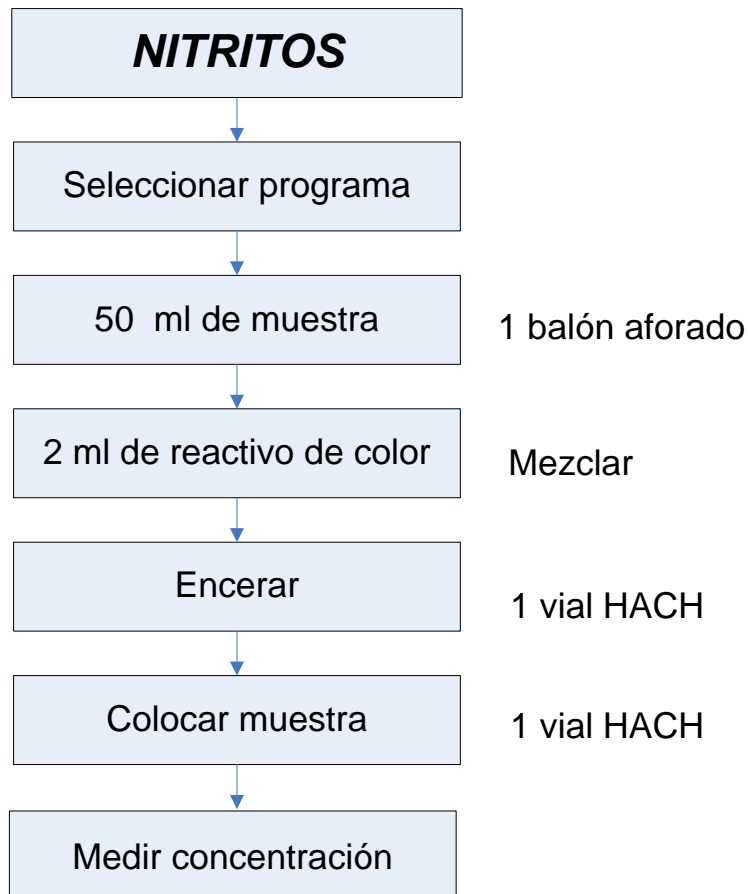 NITRITOS
Seleccionar programa
50 ml de muestra
1 balón aforado
2 ml de reactivo de color
Mezclar
Encerar
1 vial HACH
Colocar muestra
1 vial HACH
Medir concentración